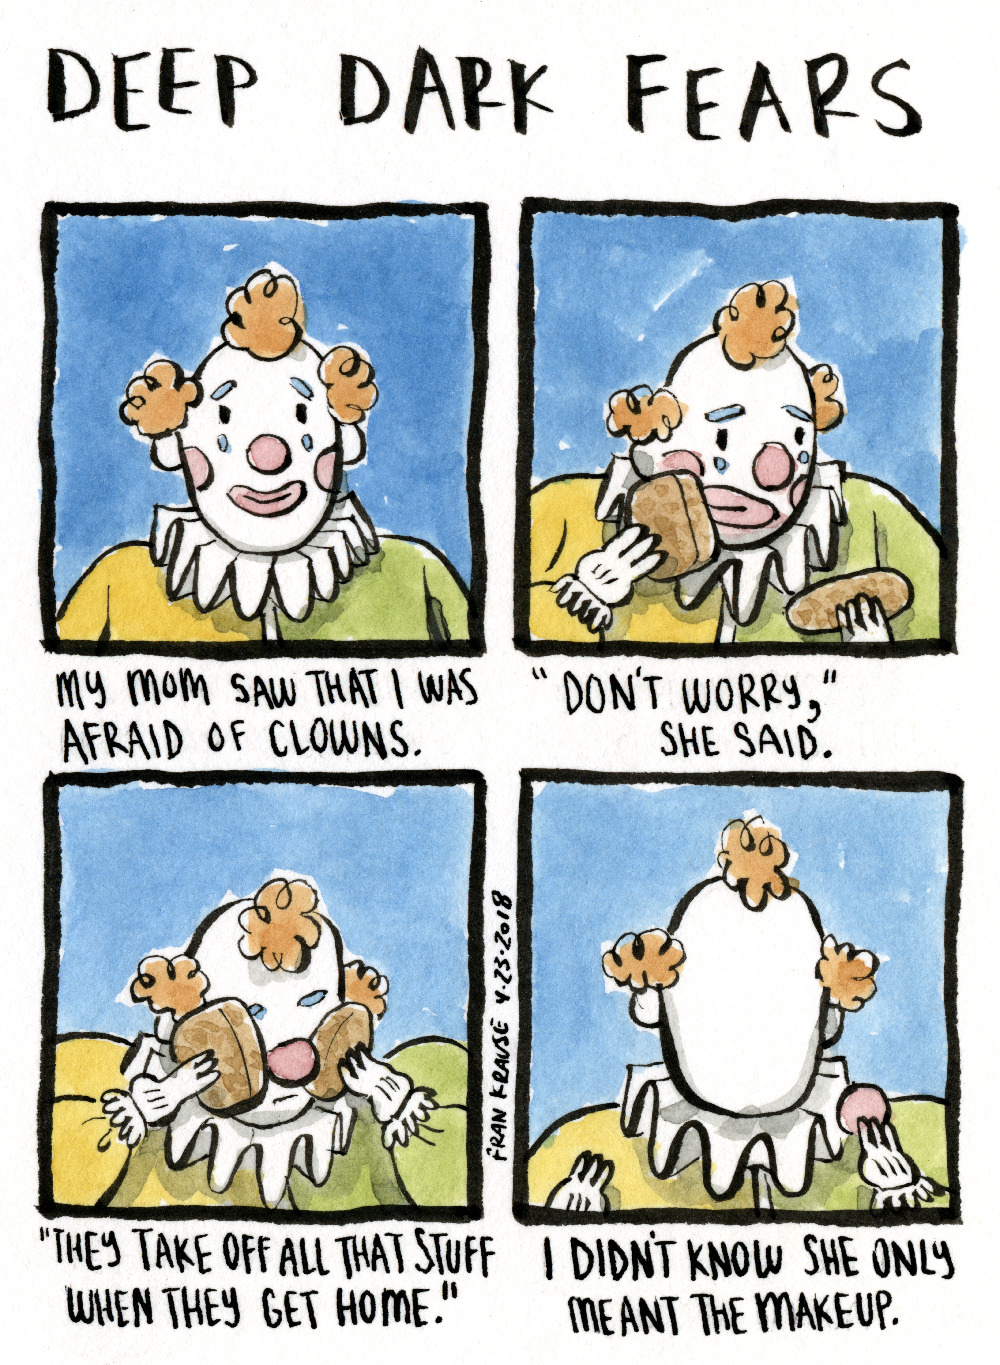 DEEP DARK FEARS
MY MOM SAW THAT I WAS
AFRAID OF CLOWNS.
"DON'T WORRY,"
SHE SAID.
"THEY TAKE OFF ALL THAT STUFF
WHEN THEY GET HOME."
FRAN KRAUSE 4-23-2018
I DIDN'T KNOW SHE ONLY
MEANT THE MAKEUP.